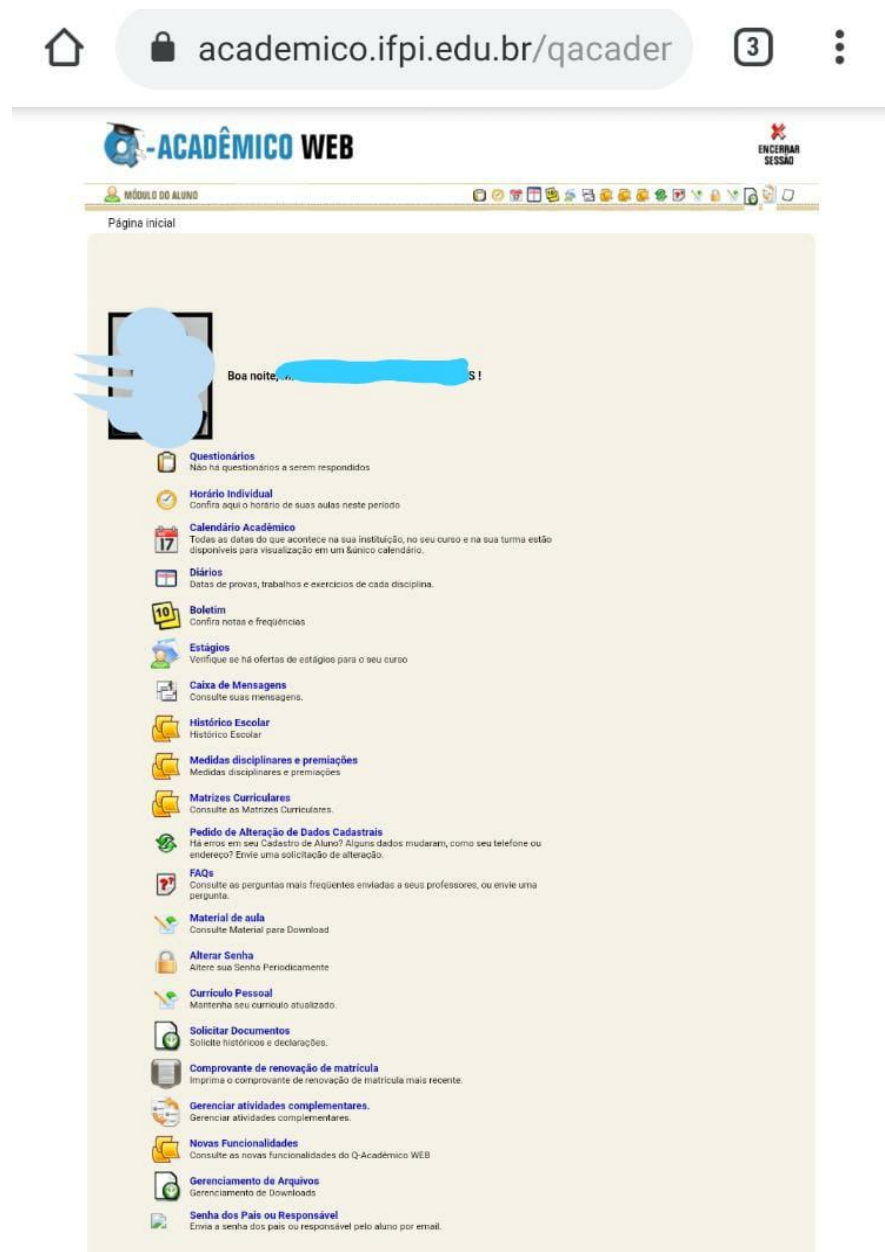 academico.ifpi.edu.br/qacader
3
-ACADÊMICO WEB
ENCERRAR
SESSÃO
MÓDULO DO ALUNO
Página inicial
Boa noite, S !
Questionários
Não há questionários a serem respondidos
Horário Individual
Confira aqui o horário de suas aulas neste período
17
Calendário Acadêmico
Todas as datas do que acontece na sua instituição, no seu curso e na sua turma estão
disponíveis para visualização em um &único calendário.
Diários
Datas de provas, trabalhos e exercícios de cada disciplina.
10
Boletim
Confira notas e freqüências
Estágios
Verifique se há ofertas de estágios para o seu curso
Caixa de Mensagens
Consulte suas mensagens.
Histórico Escolar
Histórico Escolar
Medidas disciplinares e premiações
Medidas disciplinares e premiações
Matrizes Curriculares
Consulte as Matrizes Curriculares.
Pedido de Alteração de Dados Cadastrais
Há erros em seu Cadastro de Aluno? Alguns dados mudaram, como seu telefone ou
endereço? Envie uma solicitação de alteração.
FAQs
Consulte as perguntas mais freqüentes enviadas a seus professores, ou envie uma
pergunta.
Material de aula
Consulte Material para Download
Alterar Senha
Altere sua Senha Periodicamente
Currículo Pessoal
Mantenha seu currículo atualizado.
Solicitar Documentos
Solicite históricos e declarações.
Comprovante de renovação de matrícula
Imprima o comprovante de renovação de matrícula mais recente.
Gerenciar atividades complementares.
Gerenciar atividades complementares.
Novas Funcionalidades
Consulte as novas funcionalidades do Q-Acadêmico WEB
Gerenciamento de Arquivos
Gerenciamento de Downloads
Senha dos Pais ou Responsável
Envia a senha dos pais ou responsável pelo aluno por email.